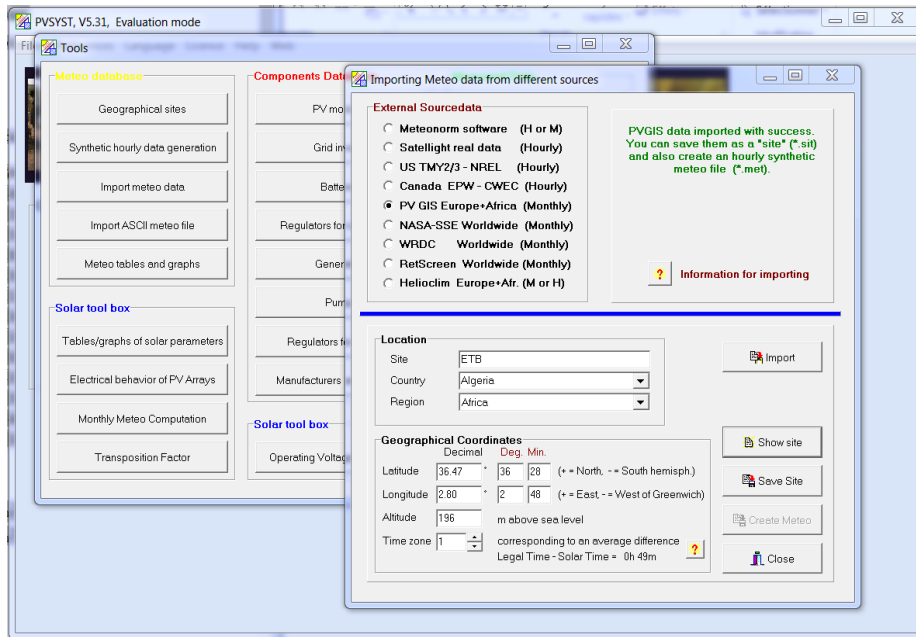 PVSYST, V5.31, Evaluation mode
Language Licence Help Web
Tools
Meteo database
Geographical sites
Synthetic hourly data generation
Import meteo data
Import ASCII meteo file
Meteo tables and graphs
Solar tool box
Tables/graphs of solar parameters
Electrical behavior of PV Arrays
Monthly Meteo Computation
Transposition Factor
Components Dat
PV mo
Grid inv
Batte
Regulators for
Gener
Pum
Regulators fo
Manufacturers
Solar tool box
Operating Voltag
Importing Meteo data from different sources
External Sourcedata
Meteonorm software (H or M)
Satellight real data (Hourly)
US TMY2/3 - NREL (Hourly)
Canada EPW - CWEC (Hourly)
PV GIS Europe+Africa (Monthly)
NASA-SSE Worldwide (Monthly)
WRDC Worldwide (Monthly)
RetScreen Worldwide (Monthly)
Helioclim Europe+Afr. (M or H)
PVGIS data imported with success.
You can save them as a "site" (*.sit)
and also create an hourly synthetic
meteo file (*.met).
? Information for importing
Location
Site ETB
Country Algeria
Region Africa
Import
Show site
Save Site
Create Meteo
Close
Geographical Coordinates
Decimal Deg. Min.
Latitude 36.47 ° 36 28 (+ = North, - = South hemisph.)
Longitude 2.80 ° 2 48 (+ = East, - = West of Greenwich)
Altitude 196 m above sea level
Time zone 1 corresponding to an average difference
Legal Time - Solar Time = 0h 49m ?